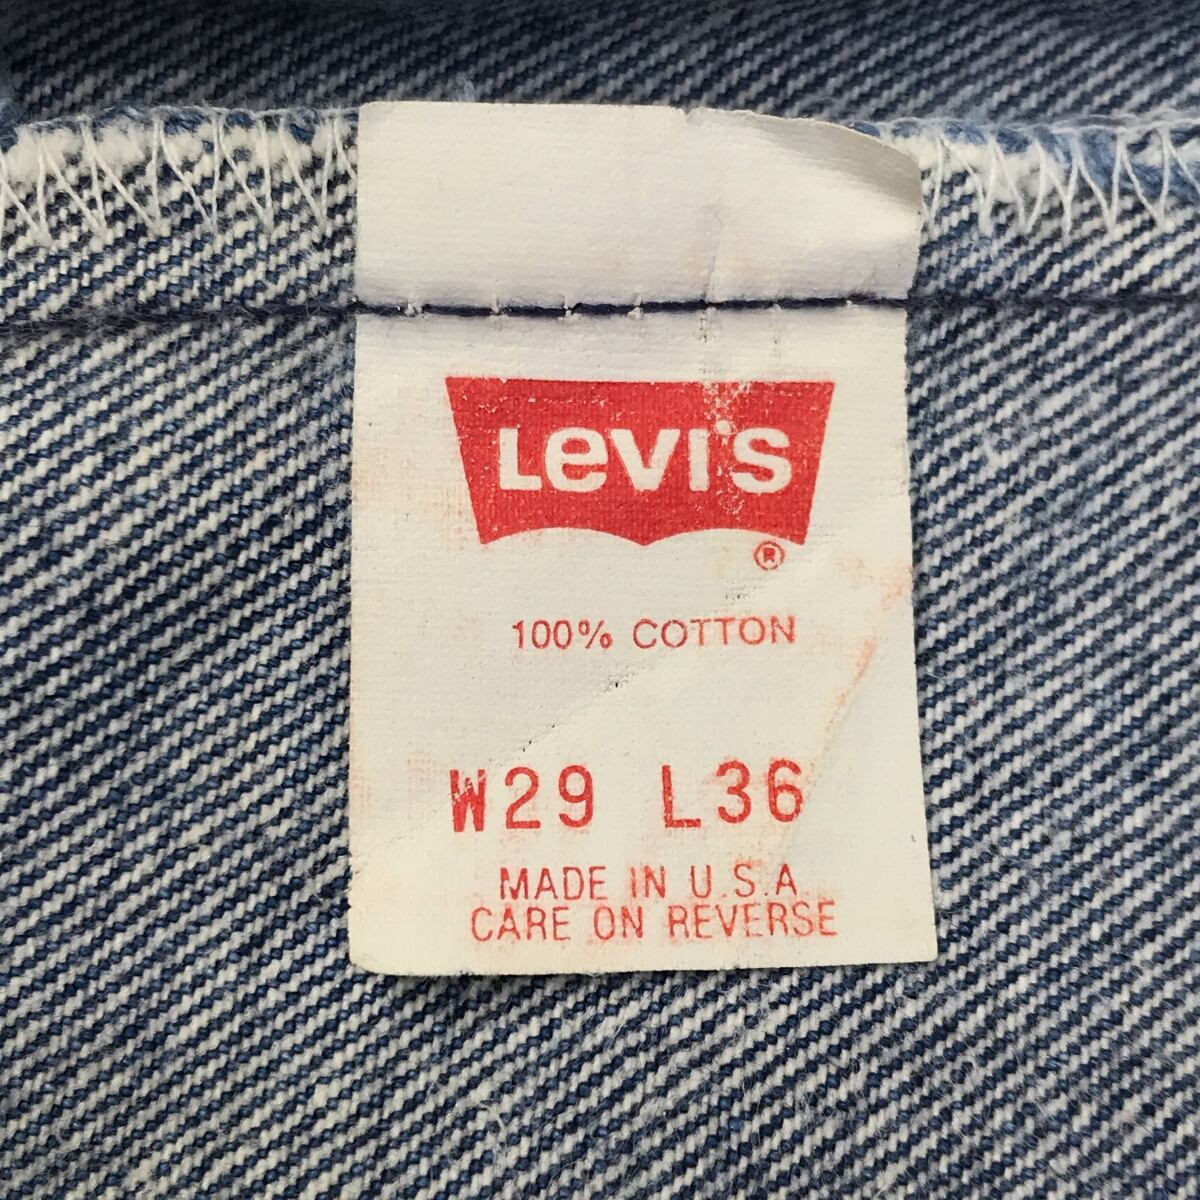 Levi's
®
100% COTTON
W29 L36
MADE IN U.S.A.
CARE ON REVERSE